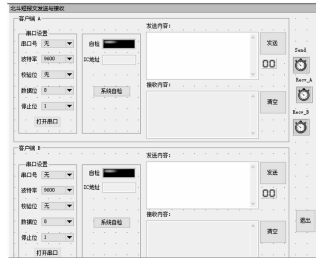 北斗短报文发送与接收
客户端 A
串口设置
串口号 无
波特率 9600
校验位 无
数据位 8
停止位 1
打开串口
自检
IC地址
系统自检
发送内容:
发送
00
接收内容:
清空
Send
Recv_A
Recv_B
客户端 B
串口设置
串口号 无
波特率 9600
校验位 无
数据位 8
停止位 1
打开串口
自检
IC地址
系统自检
发送内容:
发送
00
接收内容:
清空
退出